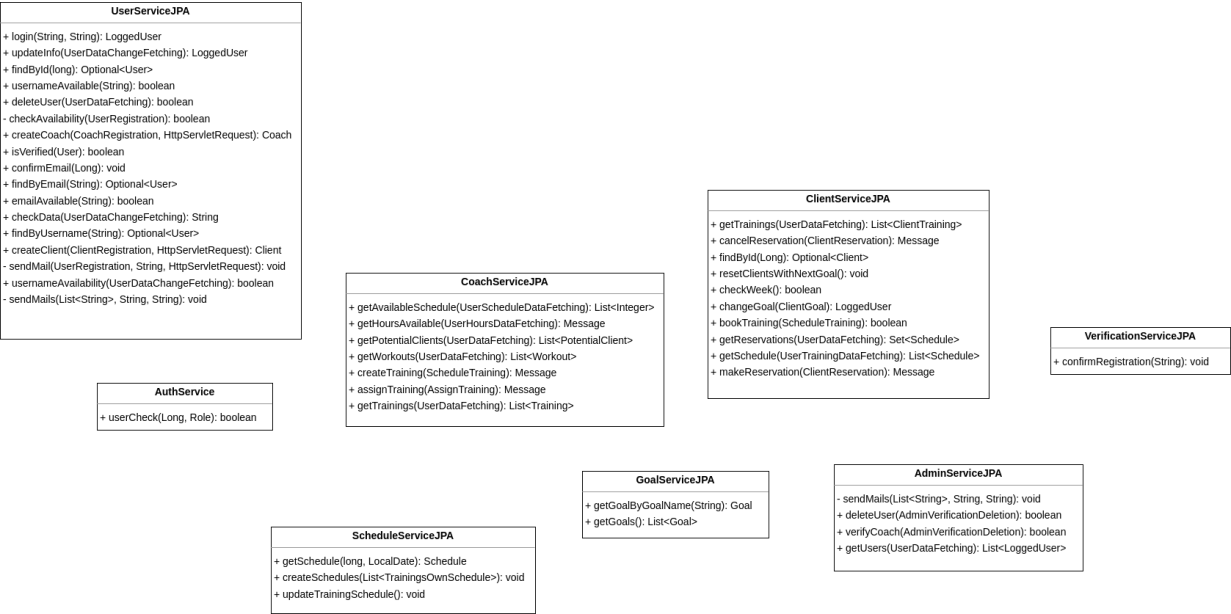 UserServiceJPA
+ login(String, String): LoggedUser
+ updateInfo(UserDataChangeFetching): LoggedUser
+ findById(long): Optional<User>
+ usernameAvailable(String): boolean
+ deleteUser(UserDataFetching): boolean
- checkAvailability(UserRegistration): boolean
+ createCoach(CoachRegistration, HttpServletRequest): Coach
+ isVerified(User): boolean
+ confirmEmail(Long): void
+ findByEmail(String): Optional<User>
+ emailAvailable(String): boolean
+ checkData(UserDataChangeFetching): String
+ findByUsername(String): Optional<User>
+ createClient(ClientRegistration, HttpServletRequest): Client
- sendMail(UserRegistration, String, HttpServletRequest): void
+ usernameAvailability(UserDataChangeFetching): boolean
- sendMails(List<String>, String, String): void
ClientServiceJPA
+ getTrainings(UserDataFetching): List<ClientTraining>
+ cancelReservation(ClientReservation): Message
+ findById(Long): Optional<Client>
+ resetClientsWithNextGoal(): void
+ checkWeek(): boolean
+ changeGoal(ClientGoal): LoggedUser
+ bookTraining(ScheduleTraining): boolean
+ getReservations(UserDataFetching): Set<Schedule>
+ getSchedule(UserTrainingDataFetching): List<Schedule>
+ makeReservation(ClientReservation): Message
CoachServiceJPA
+ getAvailableSchedule(UserScheduleDataFetching): List<Integer>
+ getHoursAvailable(UserHoursDataFetching): Message
+ getPotentialClients(UserDataFetching): List<PotentialClient>
+ getWorkouts(UserDataFetching): List<Workout>
+ createTraining(ScheduleTraining): Message
+ assignTraining(AssignTraining): Message
+ getTrainings(UserDataFetching): List<Training>
VerificationServiceJPA
+ confirmRegistration(String): void
AuthService
+ userCheck(Long, Role): boolean
GoalServiceJPA
+ getGoalByGoalName(String): Goal
+ getGoals(): List<Goal>
AdminServiceJPA
- sendMails(List<String>, String, String): void
+ deleteUser(AdminVerificationDeletion): boolean
+ verifyCoach(AdminVerificationDeletion): boolean
+ getUsers(UserDataFetching): List<LoggedUser>
ScheduleServiceJPA
+ getSchedule(long, LocalDate): Schedule
+ createSchedules(List<TrainingsOwnSchedule>): void
+ updateTrainingSchedule(): void